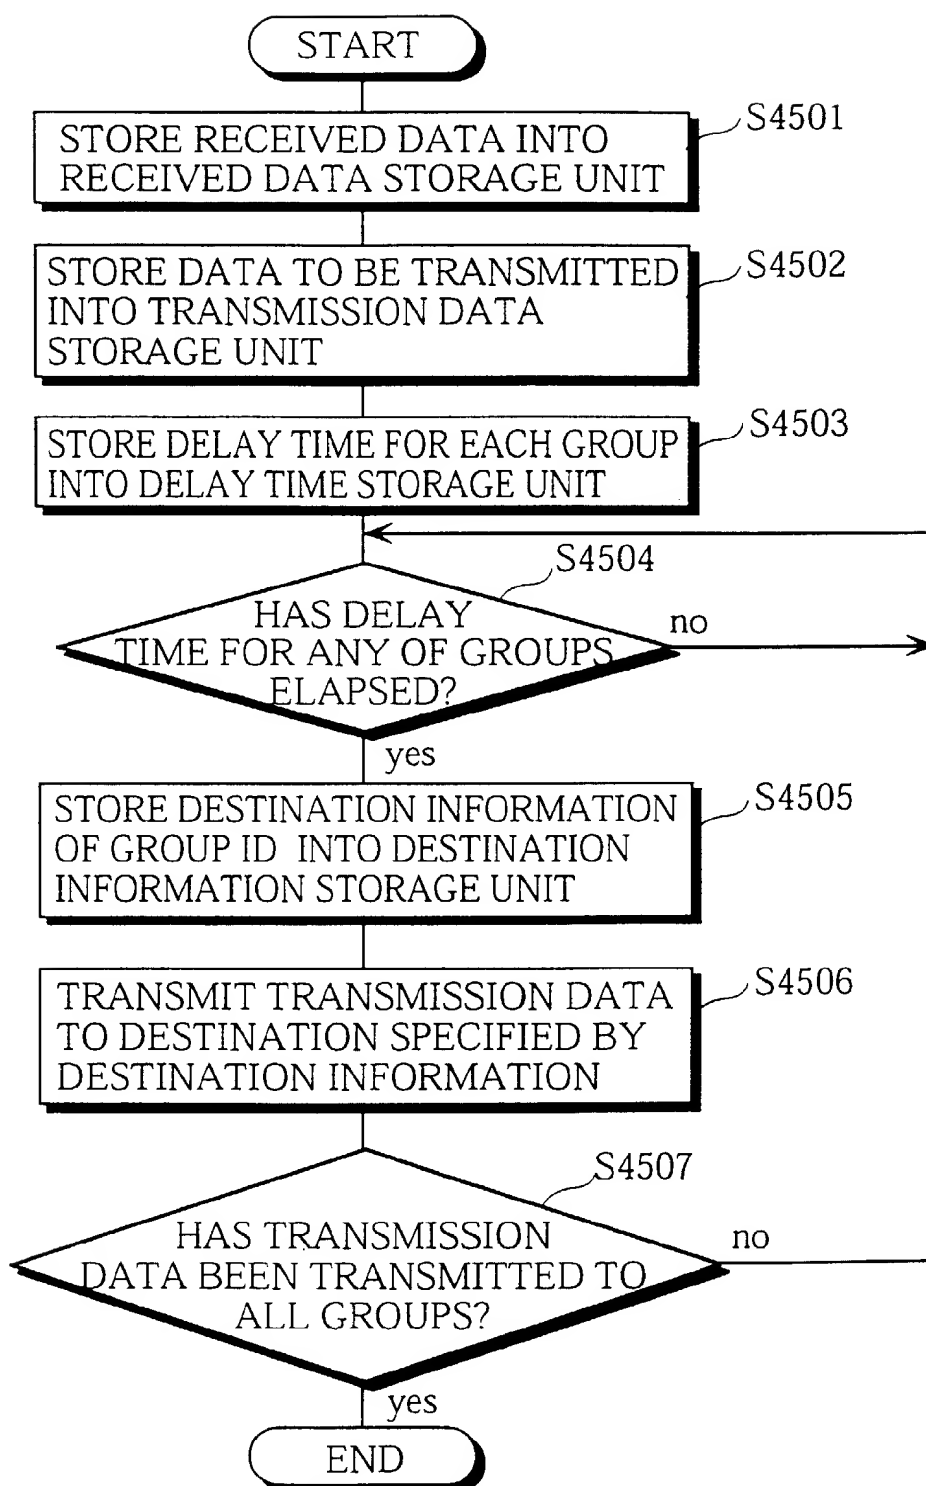 START
S4501
STORE RECEIVED DATA INTO
RECEIVED DATA STORAGE UNIT
S4502
STORE DATA TO BE TRANSMITTED
INTO TRANSMISSION DATA
STORAGE UNIT
S4503
STORE DELAY TIME FOR EACH GROUP
INTO DELAY TIME STORAGE UNIT
S4504
HAS DELAY
TIME FOR ANY OF GROUPS
ELAPSED?
no
yes
S4505
STORE DESTINATION INFORMATION
OF GROUP ID INTO DESTINATION
INFORMATION STORAGE UNIT
S4506
TRANSMIT TRANSMISSION DATA
TO DESTINATION SPECIFIED BY
DESTINATION INFORMATION
S4507
HAS TRANSMISSION
DATA BEEN TRANSMITTED TO
ALL GROUPS?
no
yes
END